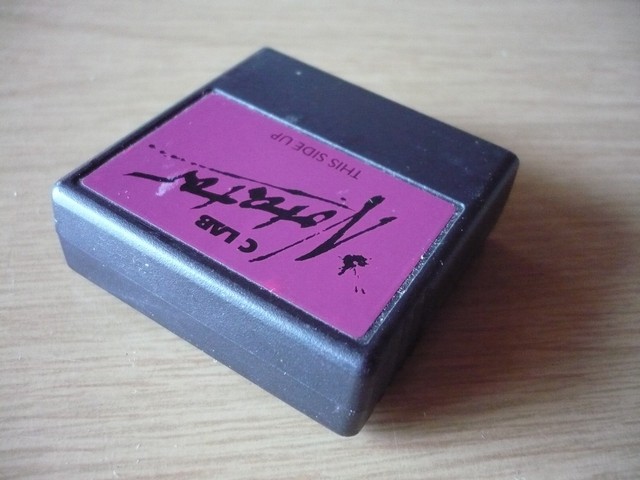 C LAB
Notator
THIS SIDE UP